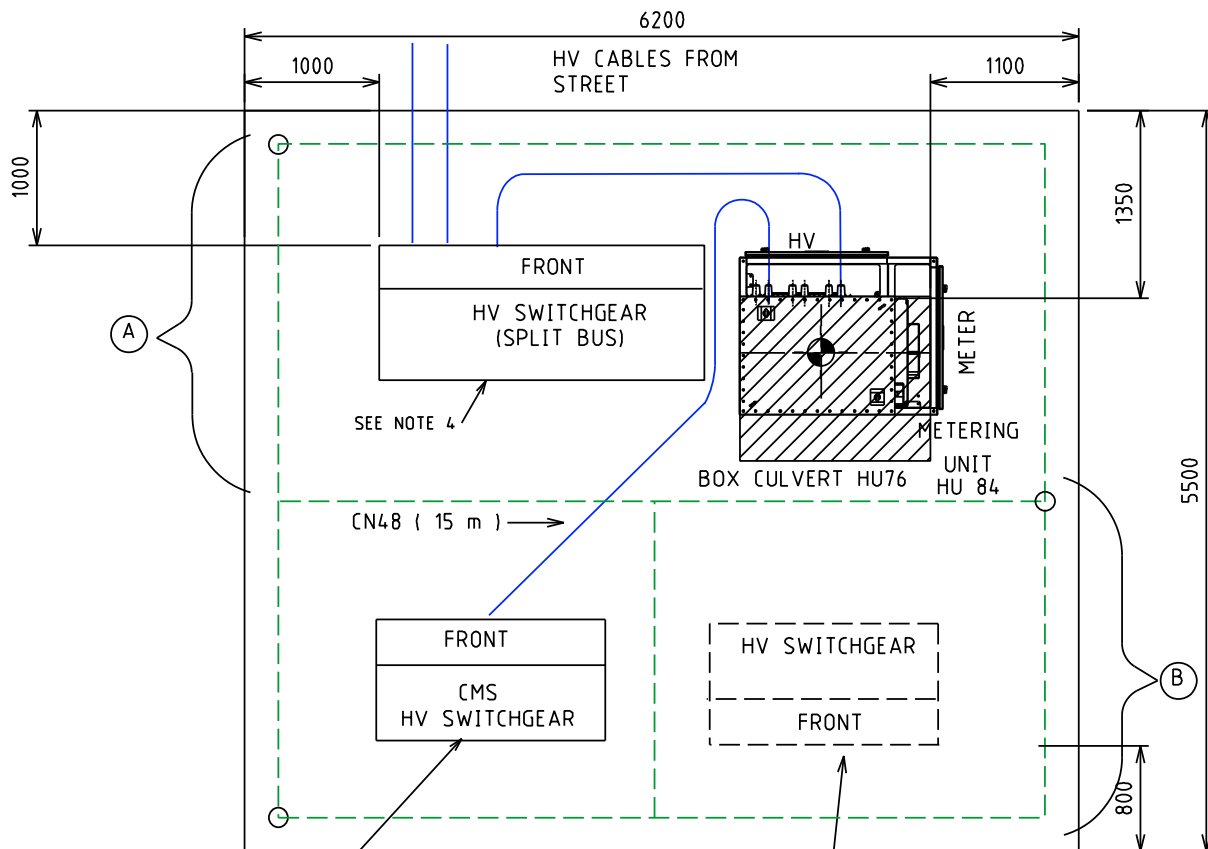 6200
1000
HV CABLES FROM
STREET
1100
1000
1350
HV
FRONT
HV SWITCHGEAR
(SPLIT BUS)
A
METER
SEE NOTE 4
METERING
UNIT
HU 84
BOX CULVERT HU76
5500
CN48 ( 15 m )
FRONT
CMS
HV SWITCHGEAR
HV SWITCHGEAR
FRONT
B
800